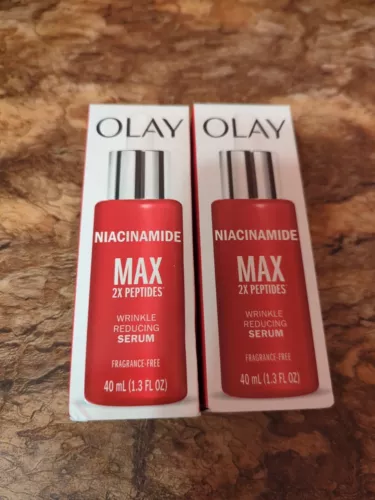 OLAY
NIACINAMIDE
MAX
2X PEPTIDES
WRINKLE
REDUCING
SERUM
FRAGRANCE-FREE
40 mL (1.3 FL OZ)
OLAY
NIACINAMIDE
MAX
2X PEPTIDES
WRINKLE
REDUCING
SERUM
FRAGRANCE-FREE
40 mL (1.3 FL OZ)